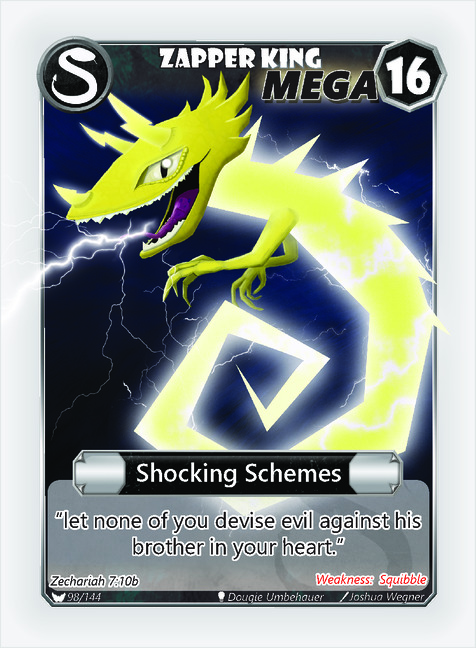 S
ZAPPER KING
MEGA
16
Shocking Schemes
"let none of you devise evil against his
brother in your heart."
Zechariah 7:10b
Weakness: Squibble
98/144
Dougie Umbehauer
Joshua Wegner